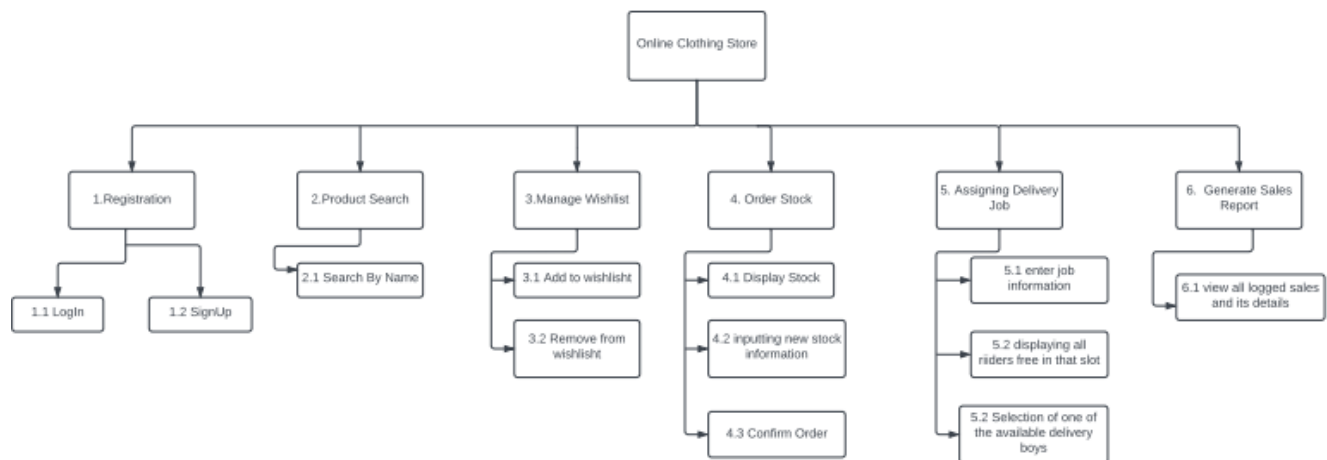 Online Clothing Store
1.Registration
2.Product Search
3.Manage Wishlist
4. Order Stock
5. Assigning Delivery
Job
6.  Generate Sales
Report
1.1 LogIn
1.2 SignUp
2.1 Search By Name
3.1 Add to wishlisht
3.2 Remove from
wishlisht
4.1 Display Stock
4.2 inputting new stock
information
4.3 Confirm Order
5.1 enter job
information
5.2 displaying all
riiders free in that slot
5.2 Selection of one of
the available delivery
boys
6.1 view all logged sales
and its details